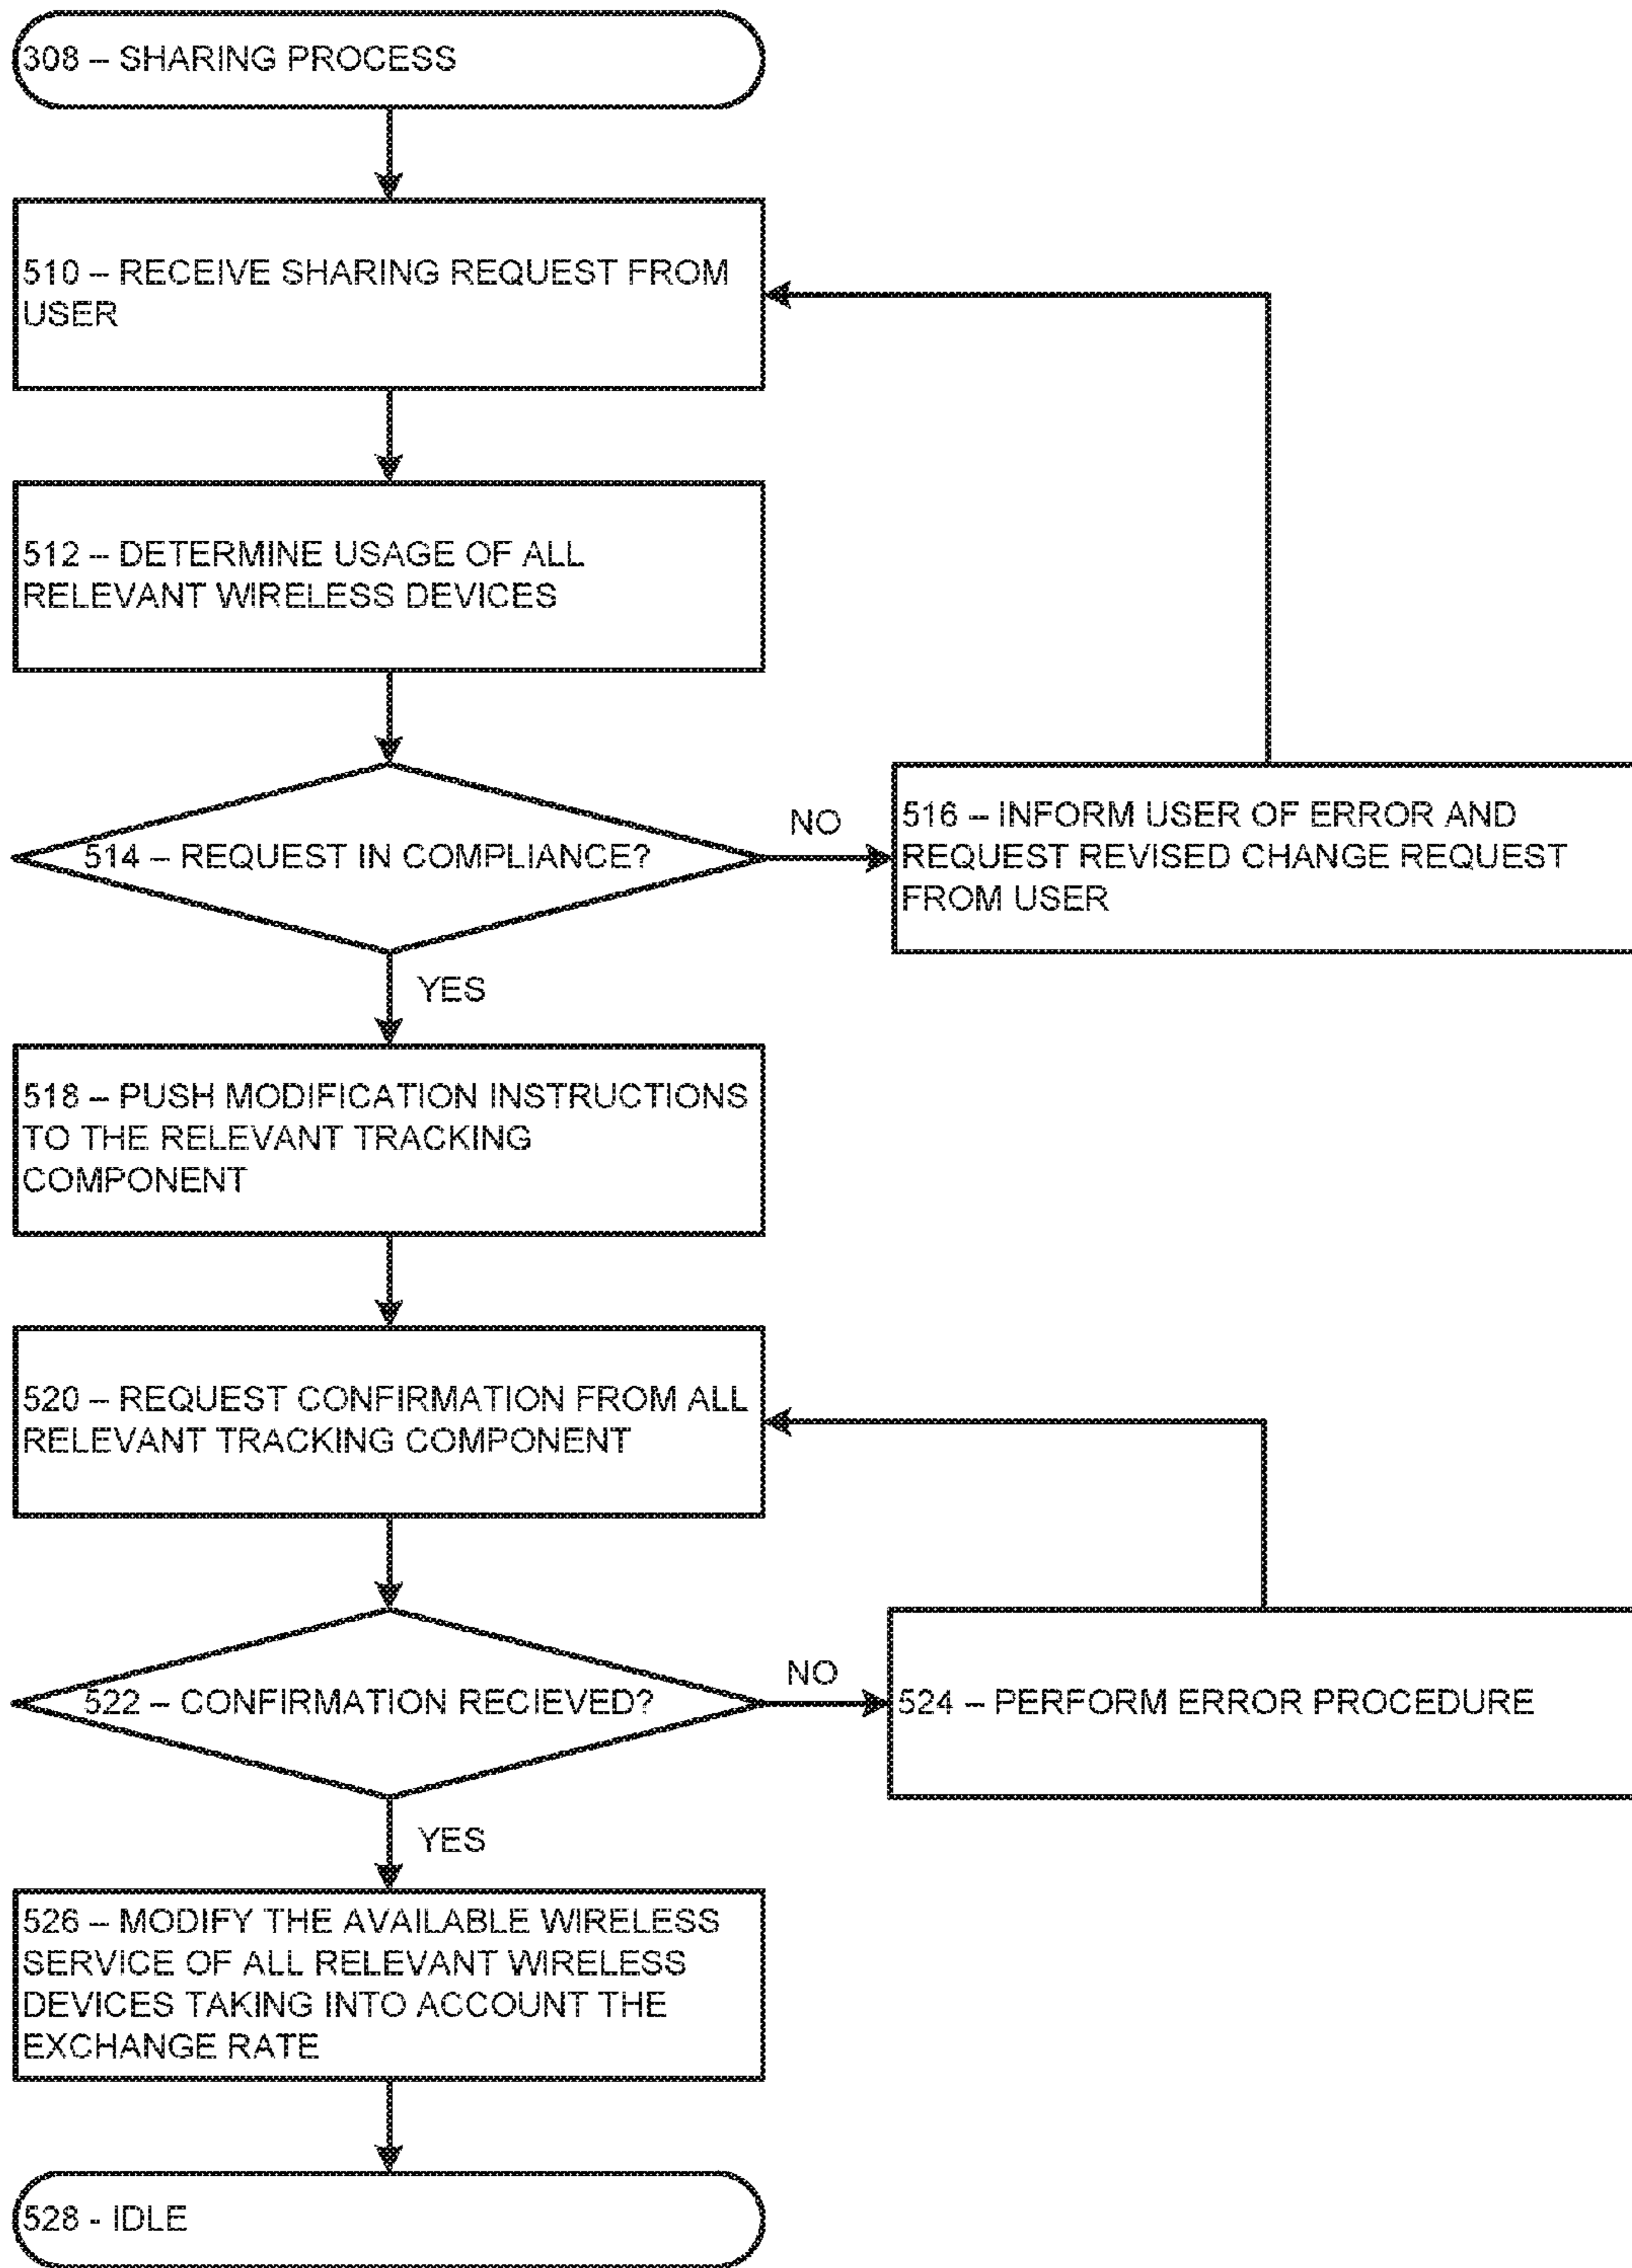 308 – SHARING PROCESS
510 – RECEIVE SHARING REQUEST FROM
USER
512 – DETERMINE USAGE OF ALL
RELEVANT WIRELESS DEVICES
514 – REQUEST IN COMPLIANCE?
NO
516 – INFORM USER OF ERROR AND
REQUEST REVISED CHANGE REQUEST
FROM USER
YES
518 – PUSH MODIFICATION INSTRUCTIONS
TO THE RELEVANT TRACKING
COMPONENT
520 – REQUEST CONFIRMATION FROM ALL
RELEVANT TRACKING COMPONENT
522 – CONFIRMATION RECIEVED?
NO
524 – PERFORM ERROR PROCEDURE
YES
526 – MODIFY THE AVAILABLE WIRELESS
SERVICE OF ALL RELEVANT WIRELESS
DEVICES TAKING INTO ACCOUNT THE
EXCHANGE RATE
528 - IDLE